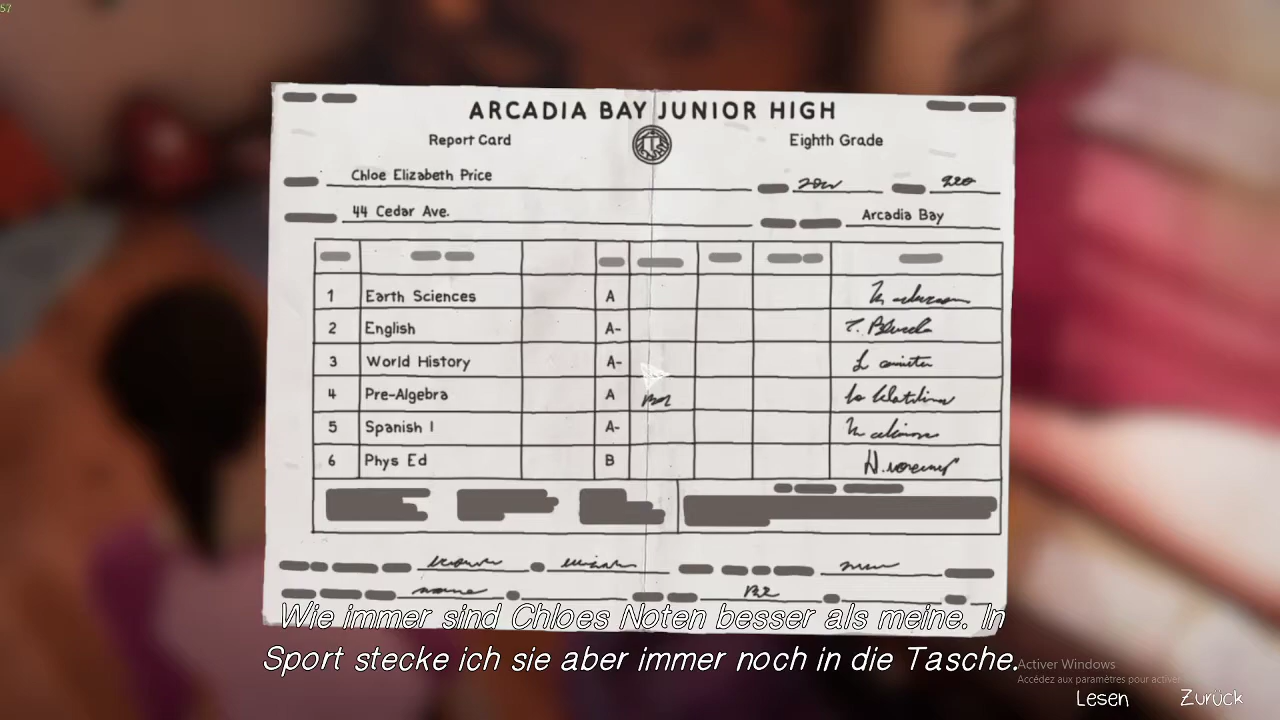 57
ARCADIA BAY JUNIOR HIGH
Report Card
Eighth Grade
Chloe Elizabeth Price
44 Cedar Ave.
Arcadia Bay
1 Earth Sciences A
2 English A-
3 World History A-
4 Pre-Algebra A
5 Spanish 1 A-
6 Phys Ed B
Wie immer sind Chloes Noten besser als meine. In
Sport stecke ich sie aber immer noch in die Tasche.
Activer Windows
Accédez aux paramètres pour activer
Lesen Zurück